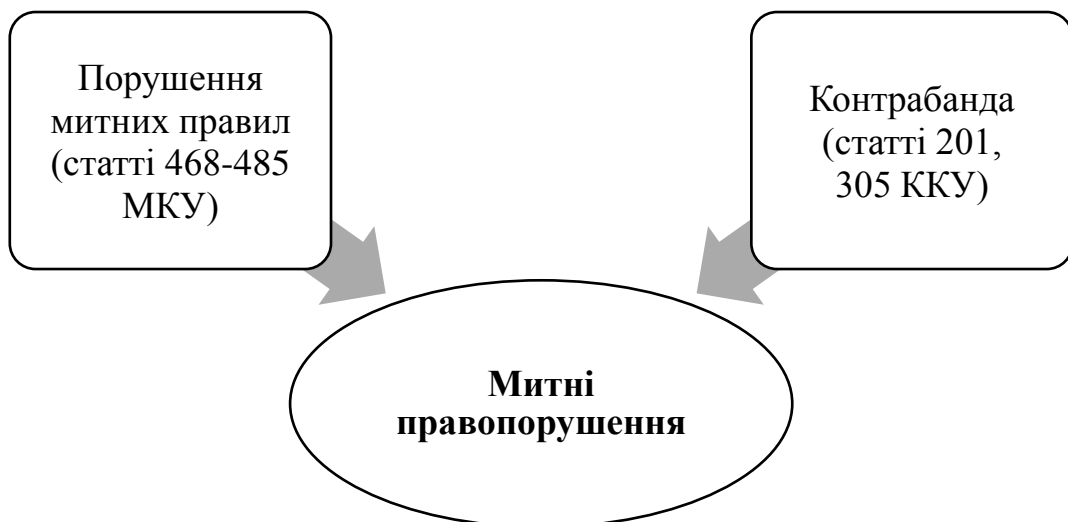 Порушення
митних правил
(статті 468-485
МКУ)
Контрабанда
(статті 201,
305 ККУ)
Митні
правопорушення